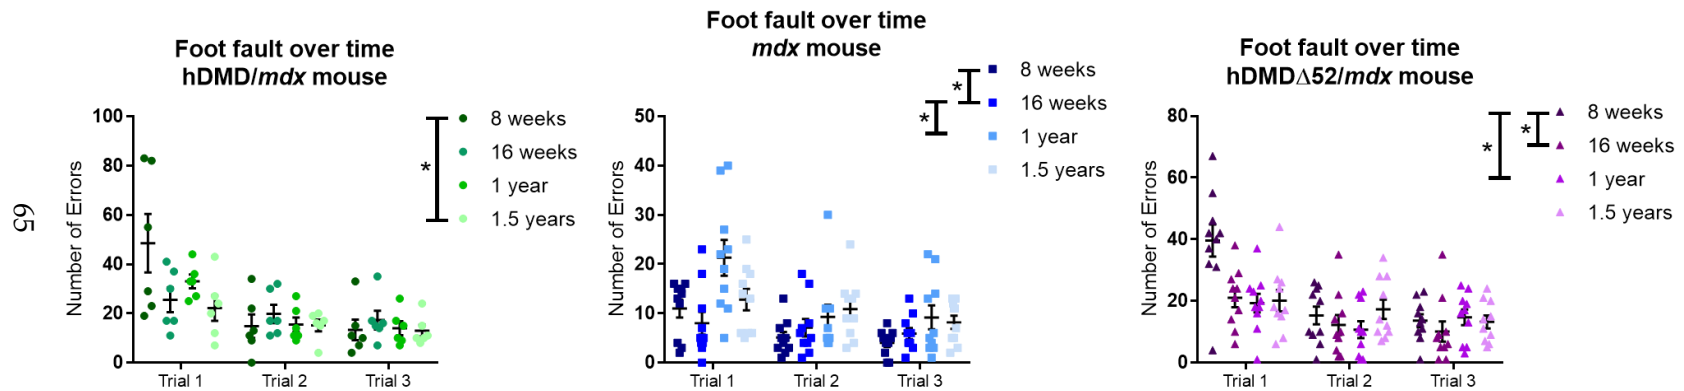 65
Foot fault over time
hDMD/mdx mouse
Number of Errors
100
80
60
40
20
0
Trial 1 Trial 2 Trial 3
*
8 weeks
16 weeks
1 year
1.5 years
Foot fault over time
mdx mouse
Number of Errors
50
40
30
20
10
0
Trial 1 Trial 2 Trial 3
*
*
8 weeks
16 weeks
1 year
1.5 years
Foot fault over time
hDMDΔ52/mdx mouse
Number of Errors
80
60
40
20
0
Trial 1 Trial 2 Trial 3
*
*
8 weeks
16 weeks
1 year
1.5 years